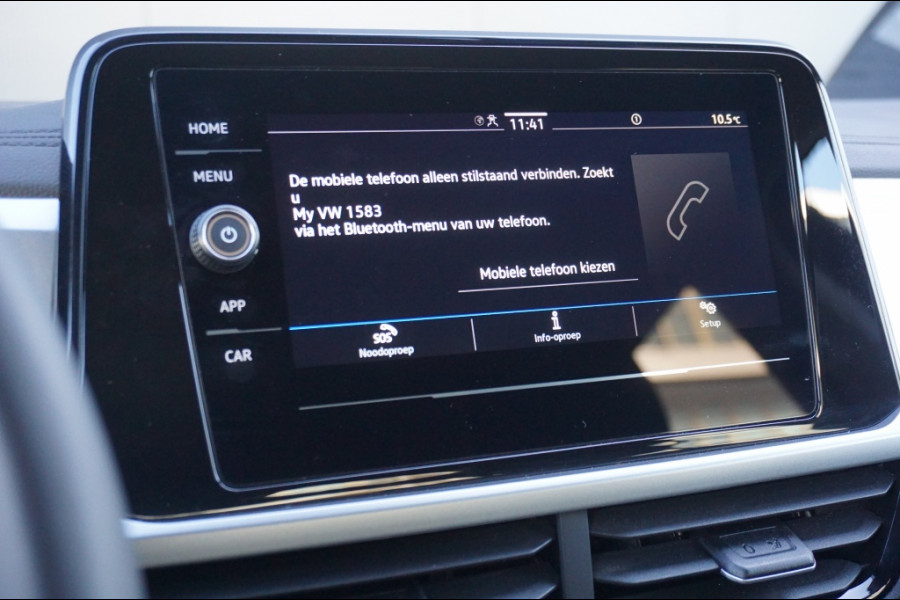 HOME
MENU
APP
CAR
11:41
10.5°C
De mobiele telefoon alleen stilstaand verbinden. Zoekt
u
My VW 1583
via het Bluetooth-menu van uw telefoon.
Mobiele telefoon kiezen
SOS
Noodoproep
Info-oproep
Setup